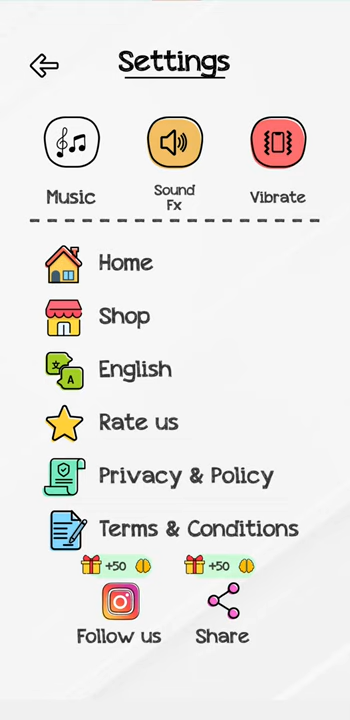 Settings
Music
Sound
Fx
Vibrate
Home
Shop
文
A
English
Rate us
Privacy & Policy
Terms & Conditions
+50
+50
Follow us
Share